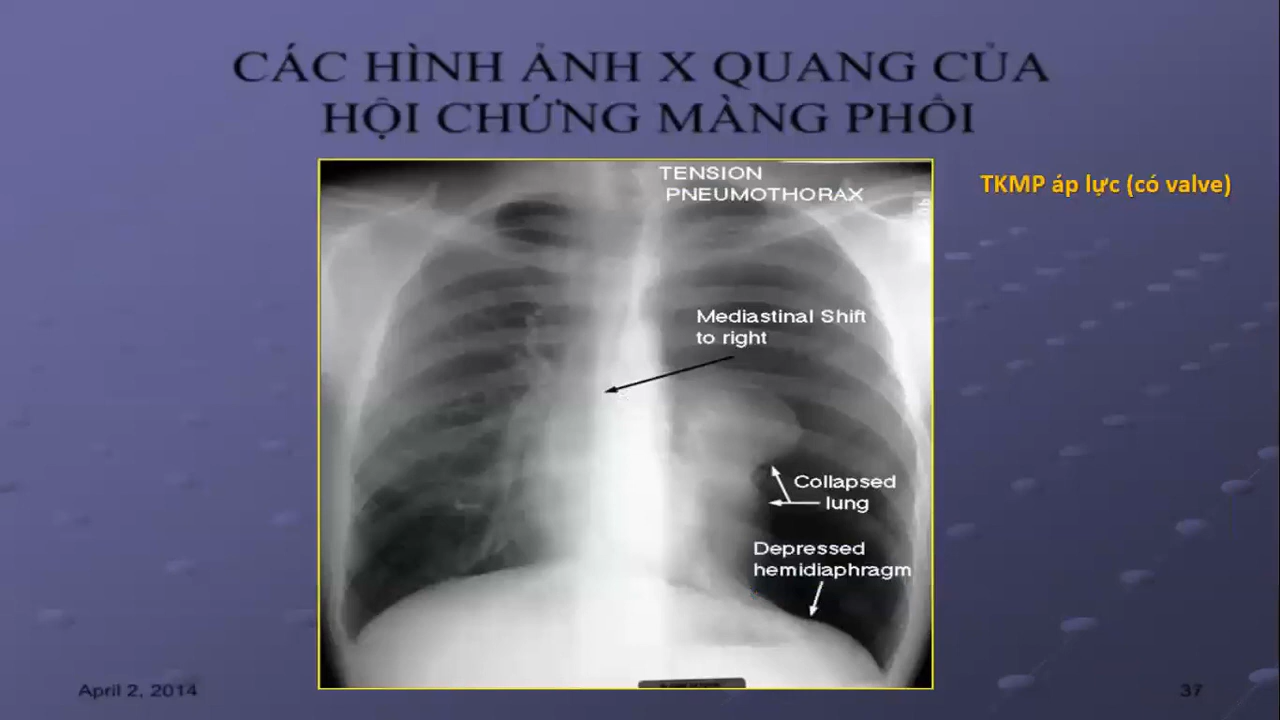 CÁC HÌNH ẢNH X QUANG CỦA
HỘI CHỨNG MÀNG PHỔI
TKMP áp lực (có valve)
TENSION
PNEUMOTHORAX
Mediastinal Shift
to right
Collapsed
lung
Depressed
hemidiaphragm
April 2, 2014
37